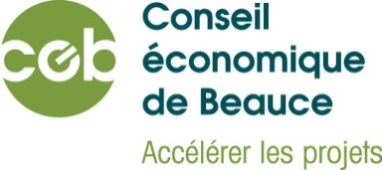 ceb
Conseil
économique
de Beauce
Accélérer les projets